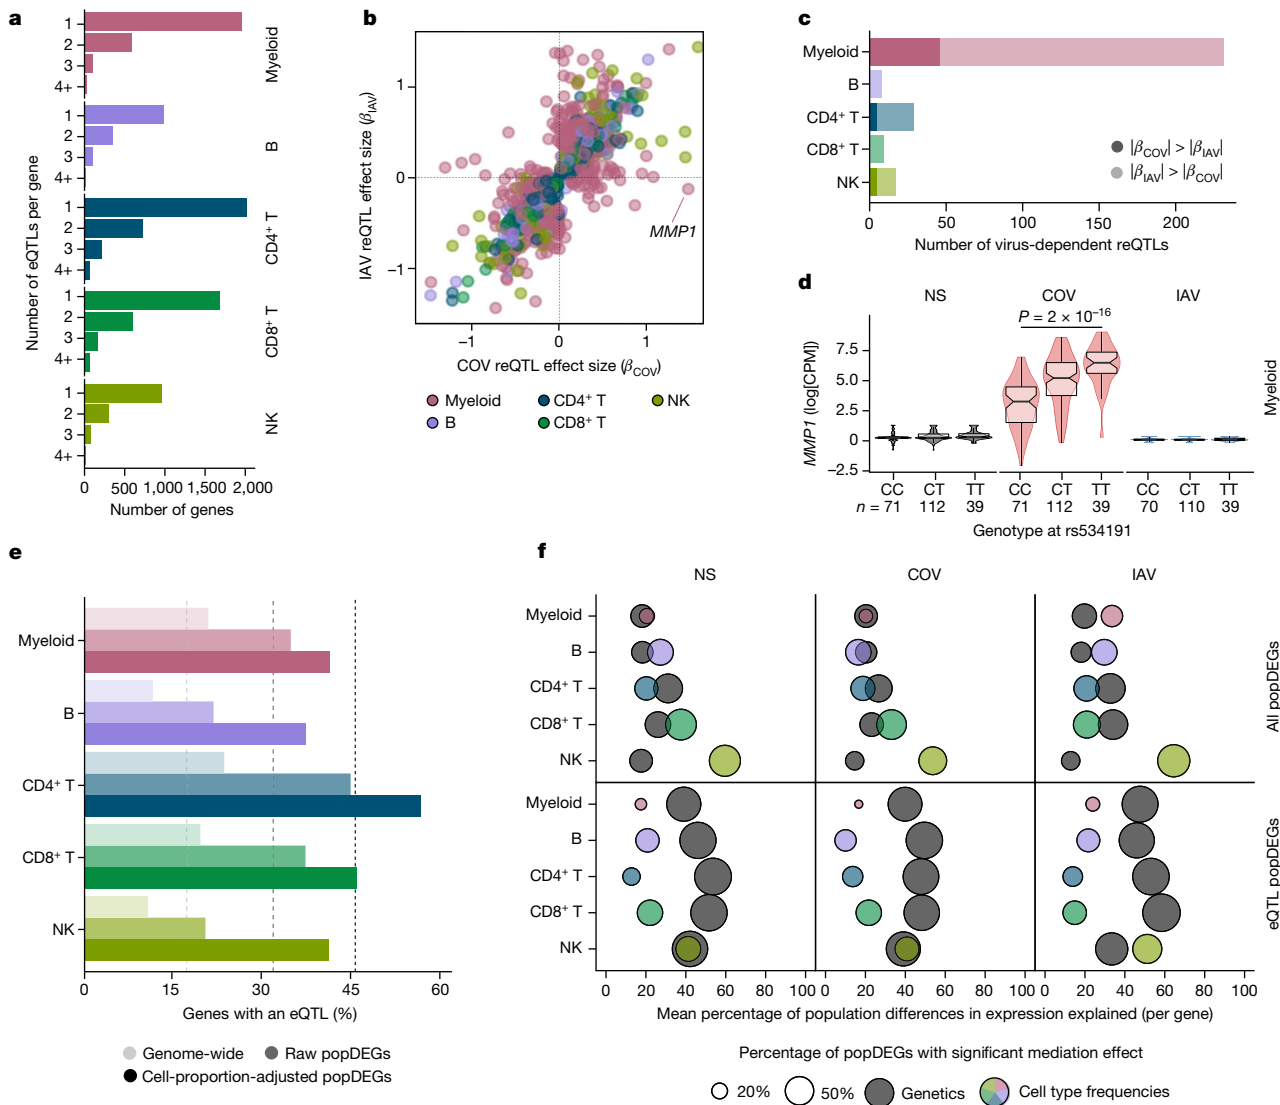 a
Number of eQTLs per gene
1
2
3
4+
Myeloid
1
2
3
4+
B
1
2
3
4+
CD4⁺ T
1
2
3
4+
CD8⁺ T
1
2
3
4+
NK
0 500 1,000 1,500 2,000
Number of genes
b
IAV reQTL effect size (βIAV)
1
0
−1
MMP1
−1 0 1
COV reQTL effect size (βCOV)
Myeloid CD4⁺ T NK
B CD8⁺ T
c
Myeloid
B
CD4⁺ T
CD8⁺ T
NK
|βCOV| > |βIAV|
|βIAV| > |βCOV|
0 50 100 150 200
Number of virus-dependent reQTLs
d
NS COV IAV
P = 2 × 10⁻¹⁶
MMP1 (log[CPM])
7.5
5.0
2.5
0
−2.5
Myeloid
CC CT TT CC CT TT CC CT TT
n = 71 112 39 71 112 39 70 110 39
Genotype at rs534191
e
Myeloid
B
CD4⁺ T
CD8⁺ T
NK
0 15 30 45 60
Genes with an eQTL (%)
Genome-wide Raw popDEGs
Cell-proportion-adjusted popDEGs
f
NS COV IAV
Myeloid
B
CD4⁺ T
CD8⁺ T
NK
All popDEGs
Myeloid
B
CD4⁺ T
CD8⁺ T
NK
eQTL popDEGs
0 20 40 60 80 100 0 20 40 60 80 100 0 20 40 60 80 100
Mean percentage of population differences in expression explained (per gene)
Percentage of popDEGs with significant mediation effect
20% 50% Genetics Cell type frequencies